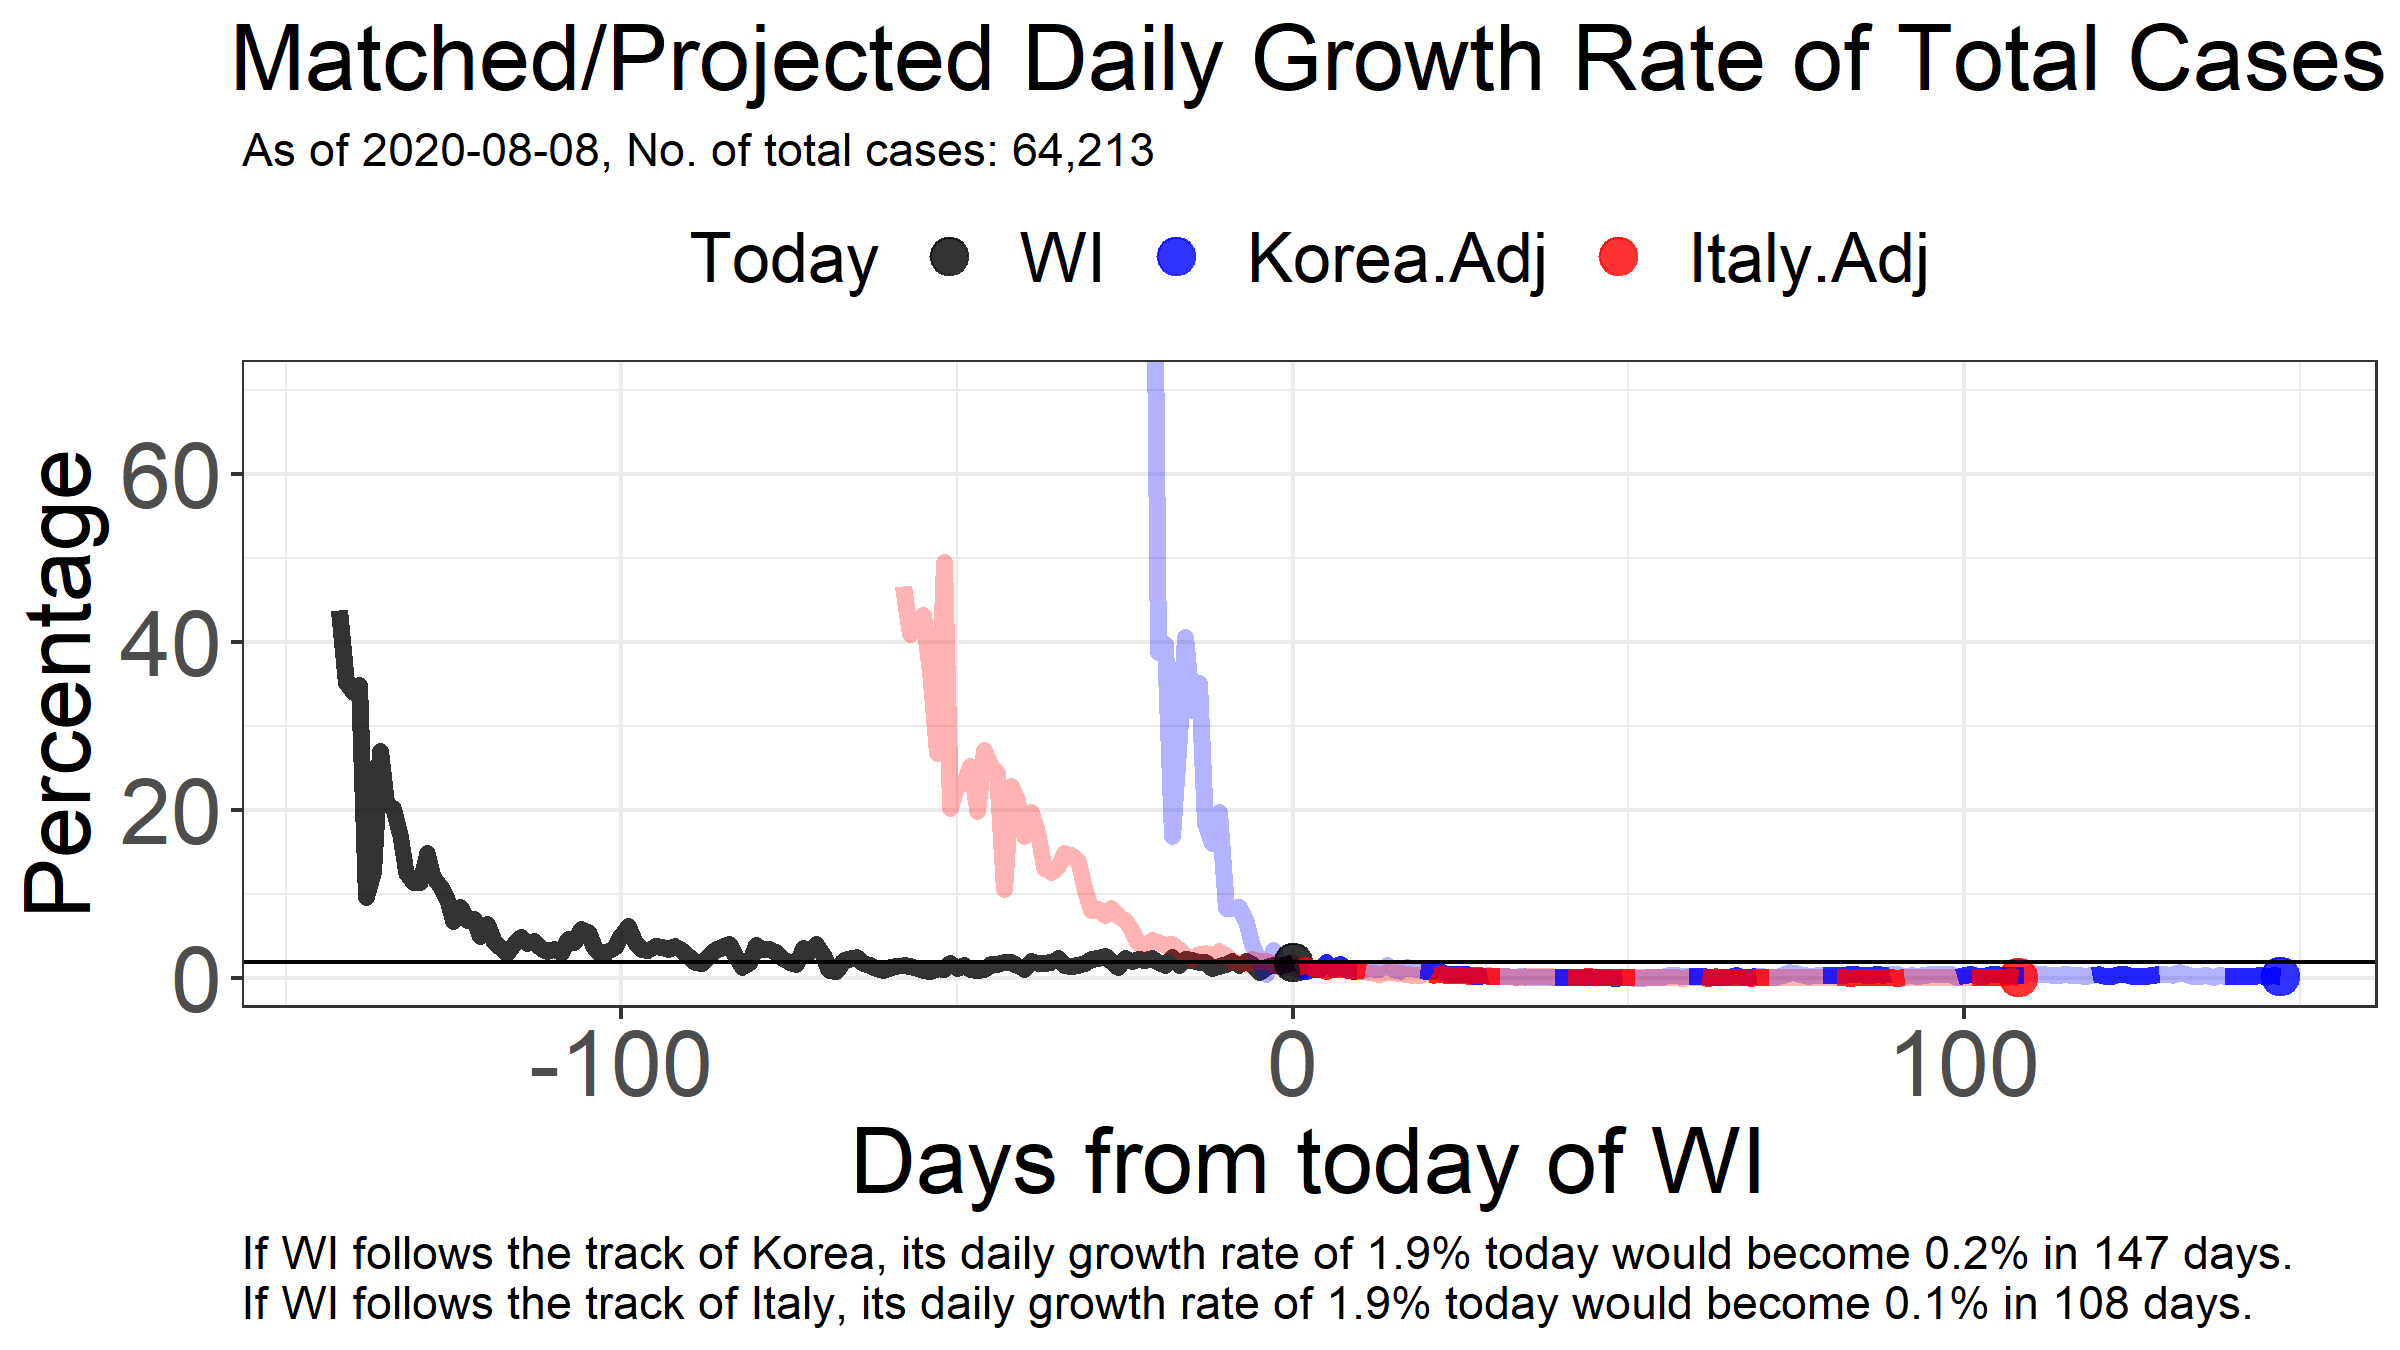 Matched/Projected Daily Growth Rate of Total Cases
As of 2020-08-08, No. of total cases: 64,213
Today WI Korea.Adj Italy.Adj
Percentage
60
40
20
0
-100 0 100
Days from today of WI
If WI follows the track of Korea, its daily growth rate of 1.9% today would become 0.2% in 147 days.
If WI follows the track of Italy, its daily growth rate of 1.9% today would become 0.1% in 108 days.